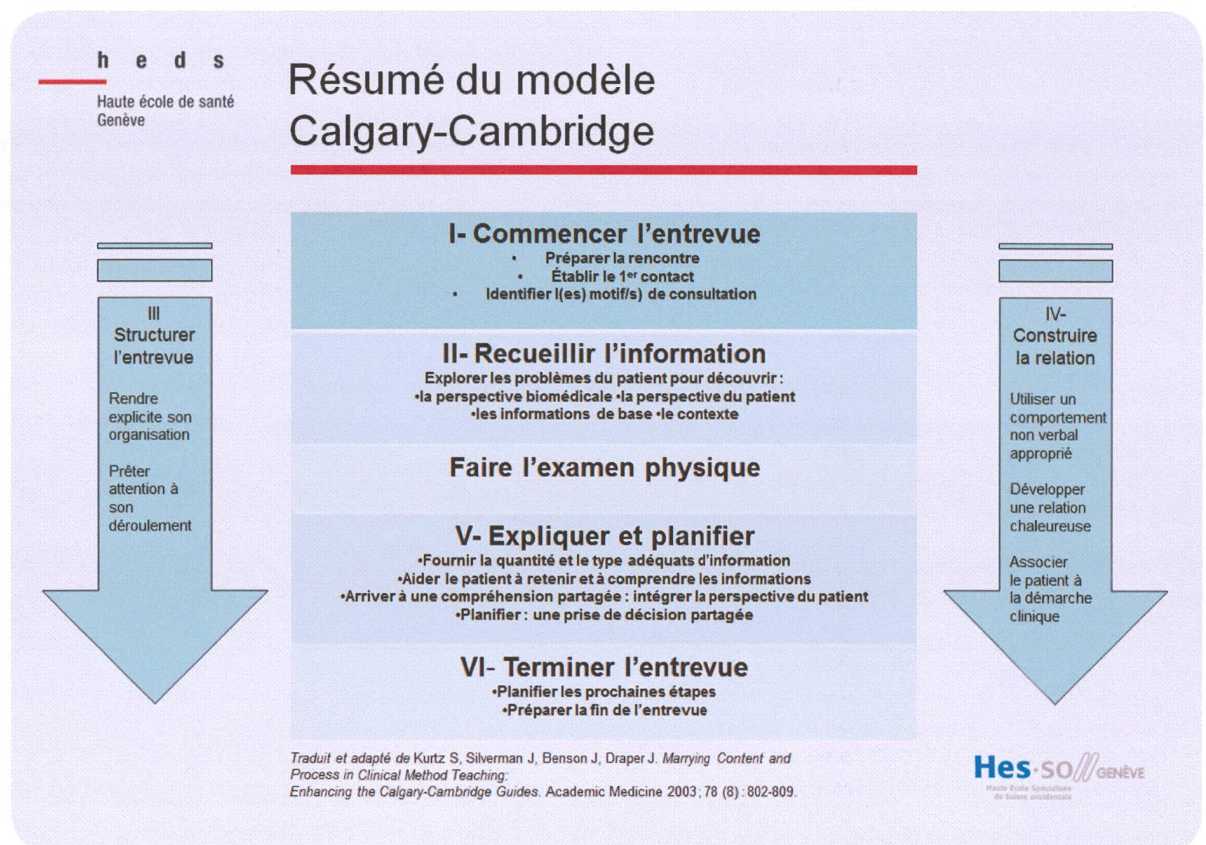 h e d s
Haute école de santé
Genève
Résumé du modèle
Calgary-Cambridge
I- Commencer l'entrevue
• Préparer la rencontre
• Établir le 1er contact
• Identifier l(es) motif/s) de consultation
II- Recueillir l'information
Explorer les problèmes du patient pour découvrir :
•la perspective biomédicale •la perspective du patient
•les informations de base •le contexte
Faire l'examen physique
V- Expliquer et planifier
•Fournir la quantité et le type adéquats d'information
•Aider le patient à retenir et à comprendre les informations
•Arriver à une compréhension partagée : intégrer la perspective du patient
•Planifier : une prise de décision partagée
VI- Terminer l'entrevue
•Planifier les prochaines étapes
•Préparer la fin de l'entrevue
III
Structurer
l'entrevue
Rendre
explicite son
organisation
Prêter
attention à
son
déroulement
IV-
Construire
la relation
Utiliser un
comportement
non verbal
approprié
Développer
une relation
chaleureuse
Associer
le patient à
la démarche
clinique
Traduit et adapté de Kurtz S, Silverman J, Benson J, Draper J. Marrying Content and
Process in Clinical Method Teaching:
Enhancing the Calgary-Cambridge Guides. Academic Medicine 2003; 78 (8) : 802-809.
Hes·so// GENÈVE
Haute Ecole Spécialisée
de Suisse occidentale